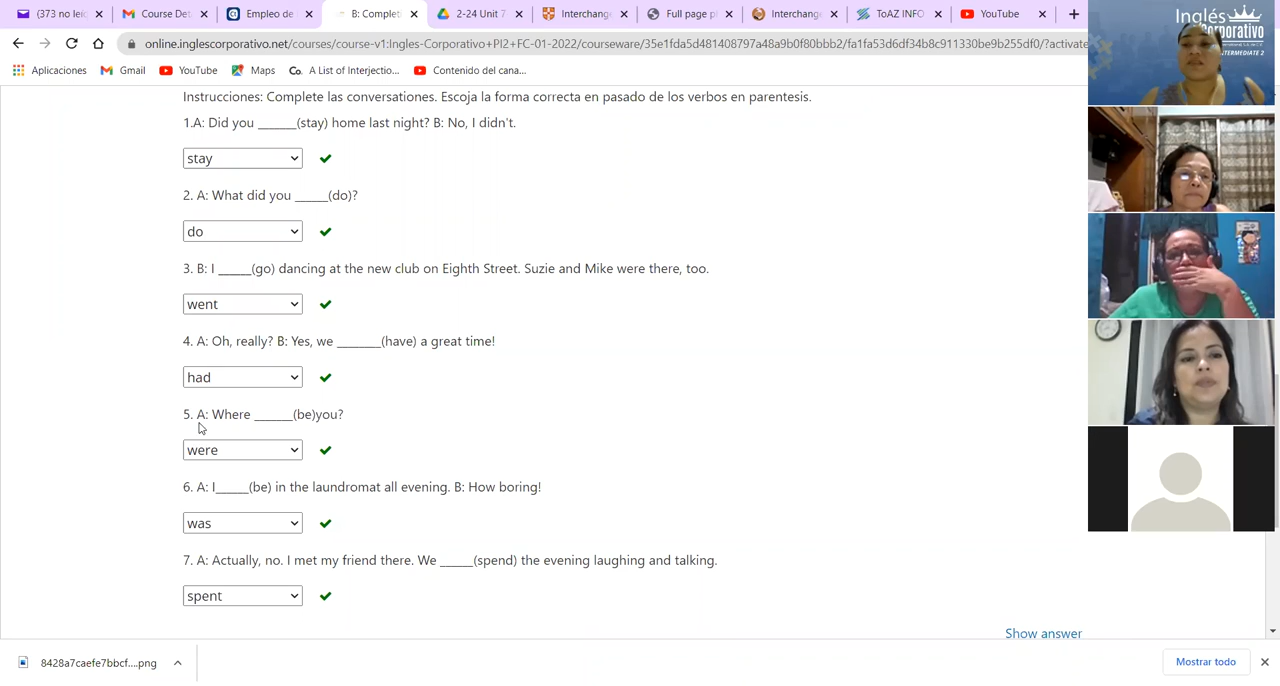 (373 no leíc
Course Det
Empleo de
B: Completi
2-24 Unit 7
Interchange
Full page pl
Interchang
ToAZ INFO
YouTube
online.inglescorporativo.net/courses/course-v1:Ingles-Corporativo+PI2+FC-01-2022/courseware/35e1fda5d481408797a48a9b0f80bbb2/fa1fa53d6df34b8c911330be9b255df0/?activate
Aplicaciones Gmail YouTube Maps Co. A List of Interjectio... Contenido del cana...
Inglés
Corporativo
INTERMEDIATE 2
Instrucciones: Complete las conversationes. Escoja la forma correcta en pasado de los verbos en parentesis.
1.A: Did you ______(stay) home last night? B: No, I didn't.
stay
2. A: What did you _____(do)?
do
3. B: I _____(go) dancing at the new club on Eighth Street. Suzie and Mike were there, too.
went
4. A: Oh, really? B: Yes, we _______(have) a great time!
had
5. A: Where ______(be)you?
were
6. A: I_____(be) in the laundromat all evening. B: How boring!
was
7. A: Actually, no. I met my friend there. We _____(spend) the evening laughing and talking.
spent
Show answer
8428a7caefe7bbcf....png
Mostrar todo